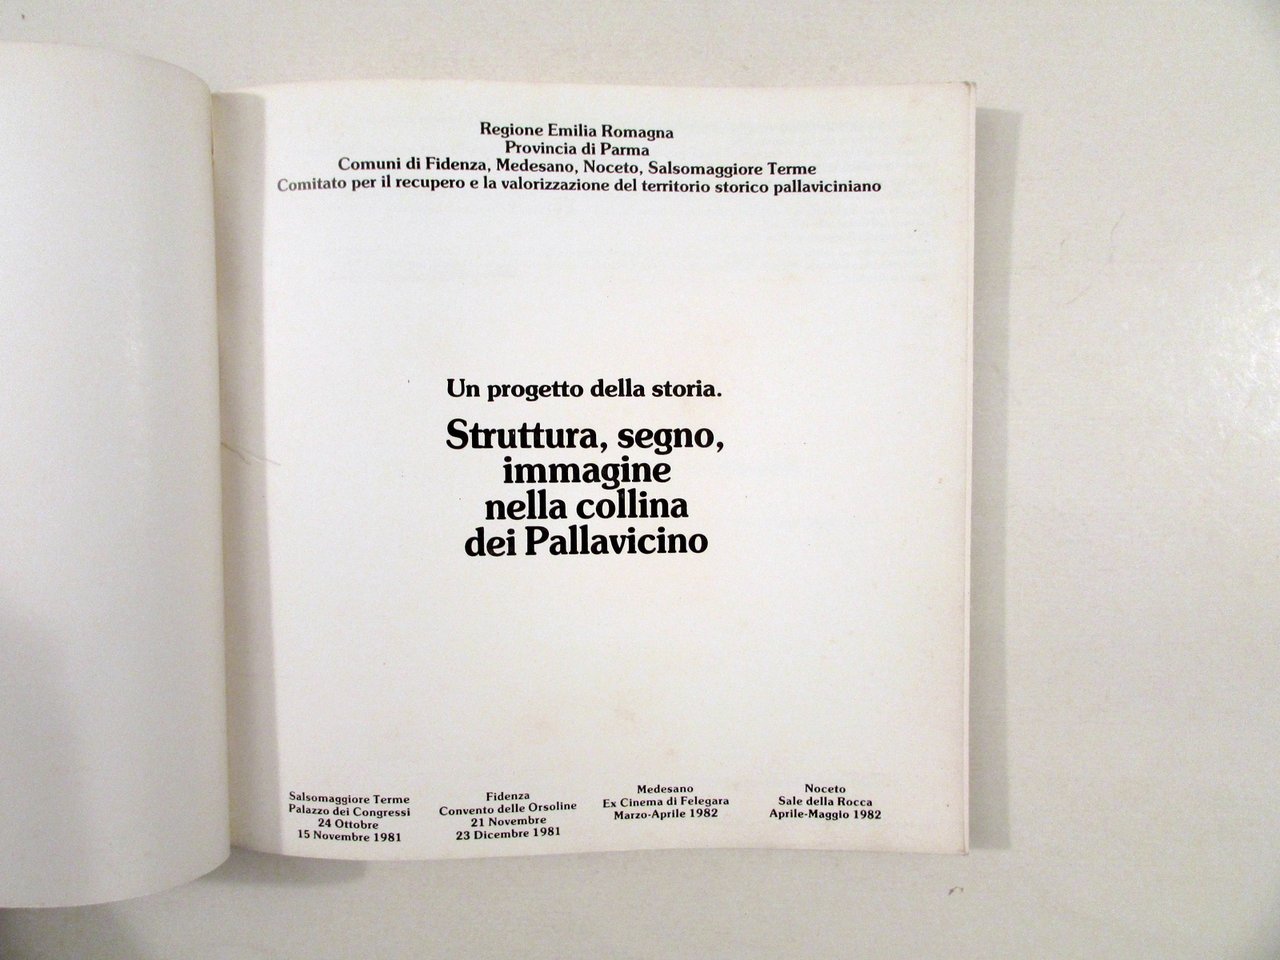 Regione Emilia Romagna
Provincia di Parma
Comuni di Fidenza, Medesano, Noceto, Salsomaggiore Terme
Comitato per il recupero e la valorizzazione del territorio storico pallaviciniano
Un progetto della storia.
Struttura, segno,
immagine
nella collina
dei Pallavicino
Salsomaggiore Terme
Palazzo dei Congressi
24 Ottobre
15 Novembre 1981
Fidenza
Convento delle Orsoline
21 Novembre
23 Dicembre 1981
Medesano
Ex Cinema di Felegara
Marzo-Aprile 1982
Noceto
Sale della Rocca
Aprile-Maggio 1982